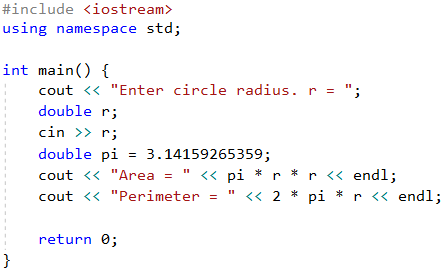 #include <iostream>
using namespace std;

int main() {
    cout << "Enter circle radius. r = ";
    double r;
    cin >> r;
    double pi = 3.14159265359;
    cout << "Area = " << pi * r * r << endl;
    cout << "Perimeter = " << 2 * pi * r << endl;

    return 0;
}